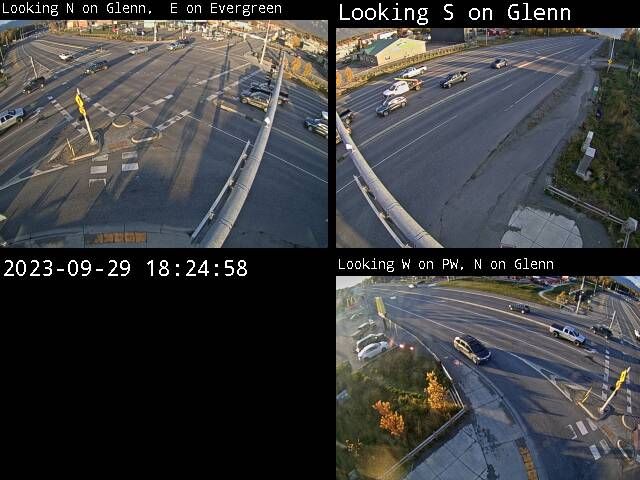 Looking N on Glenn,  E on Evergreen
Looking S on Glenn
2023-09-29 18:24:58
Looking W on PW, N on Glenn